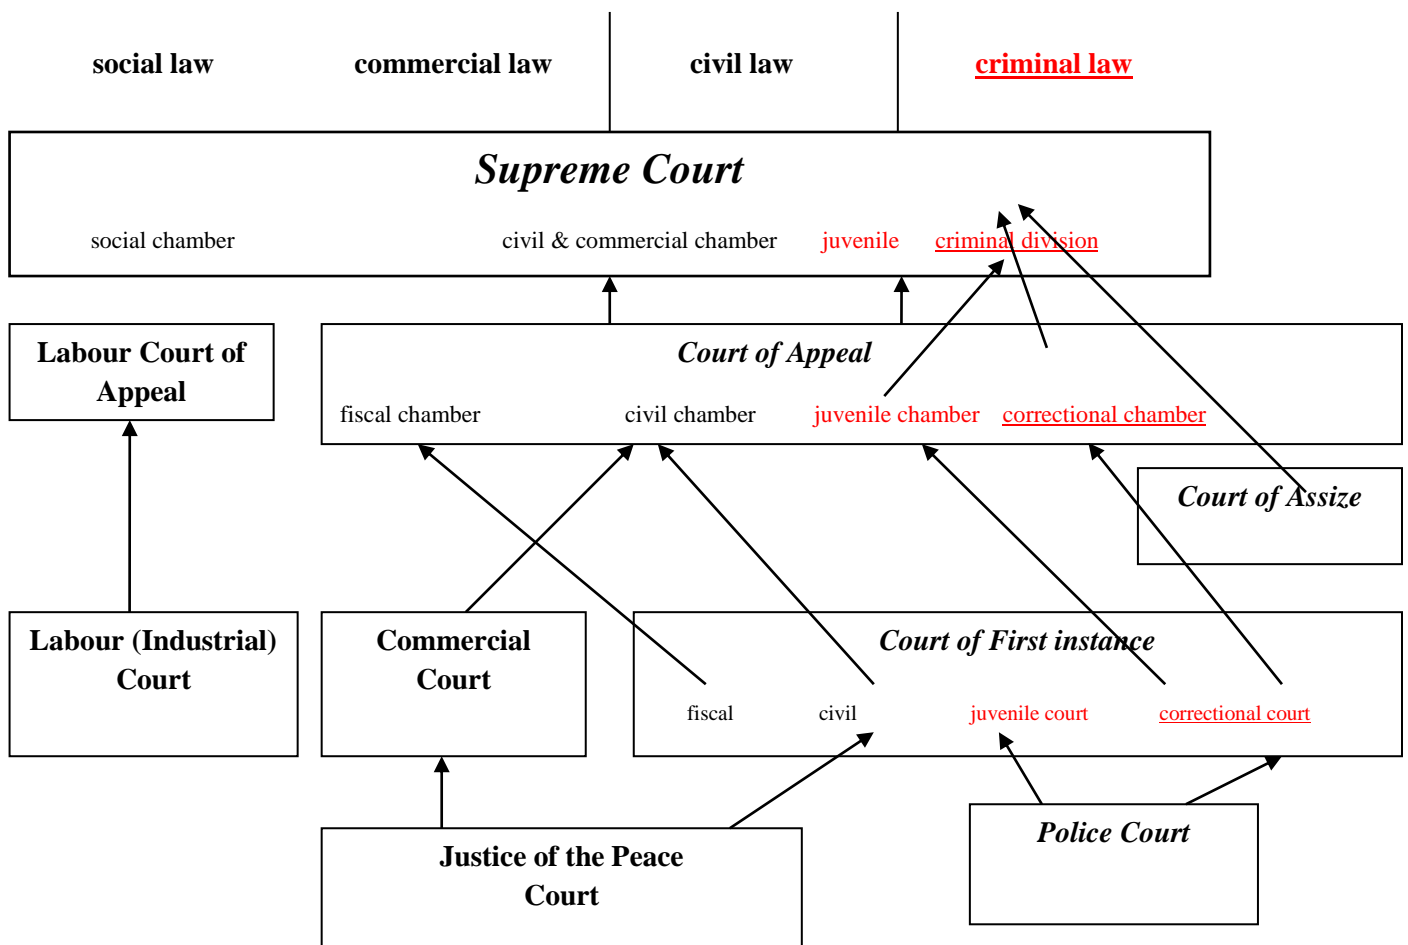 social law commercial law civil law criminal law
Supreme Court
social chamber civil & commercial chamber juvenile criminal division
Labour Court of
Appeal
Court of Appeal
fiscal chamber civil chamber juvenile chamber correctional chamber
Court of Assize
Labour (Industrial)
Court
Commercial
Court
Court of First instance
fiscal civil juvenile court correctional court
Justice of the Peace
Court
Police Court